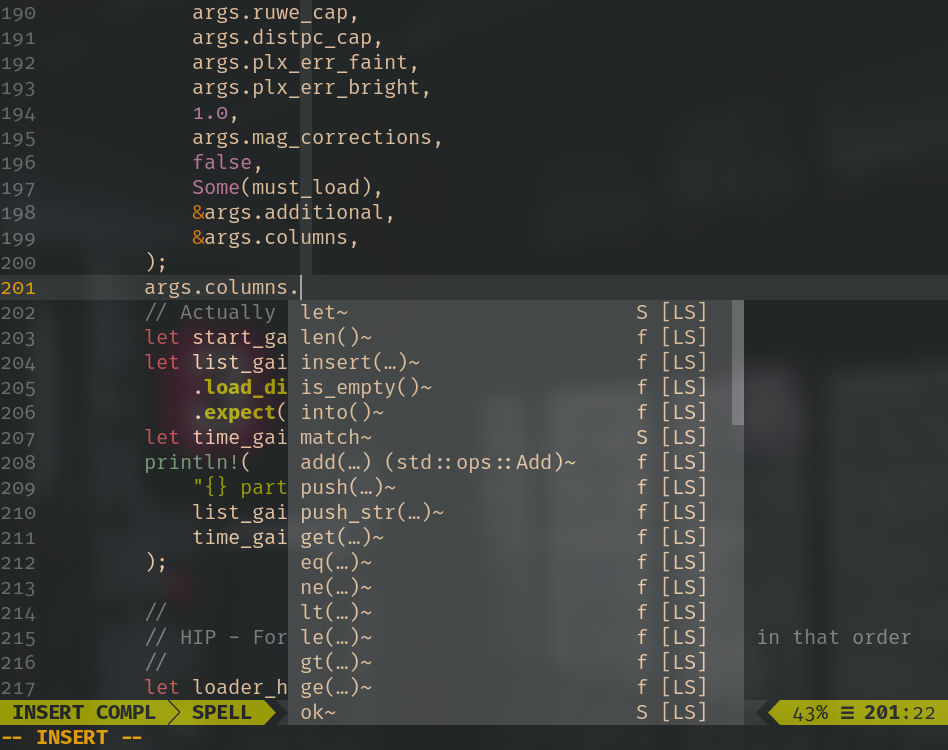 190 args.ruwe_cap,
191 args.distpc_cap,
192 args.plx_err_faint,
193 args.plx_err_bright,
194 1.0,
195 args.mag_corrections,
196 false,
197 Some(must_load),
198 &args.additional,
199 &args.columns,
200 );
201 args.columns.
202 // Actually let~ S [LS]
203 let start_ga len()~ f [LS]
204 let list_gai insert(…)~ f [LS]
205 .load_di is_empty()~ f [LS]
206 .expect( into()~ f [LS]
207 let time_gai match~ S [LS]
208 println!( add(…) (std::ops::Add)~ f [LS]
209 "{} part push(…)~ f [LS]
210 list_gai push_str(…)~ f [LS]
211 time_gai get(…)~ f [LS]
212 ); eq(…)~ f [LS]
213 ne(…)~ f [LS]
214 // lt(…)~ f [LS]
215 // HIP - For le(…)~ f [LS] in that order
216 // gt(…)~ f [LS]
217 let loader_h ge(…)~ f [LS]
INSERT COMPL SPELL ok~ S [LS] 43% ☰ 201:22
-- INSERT --